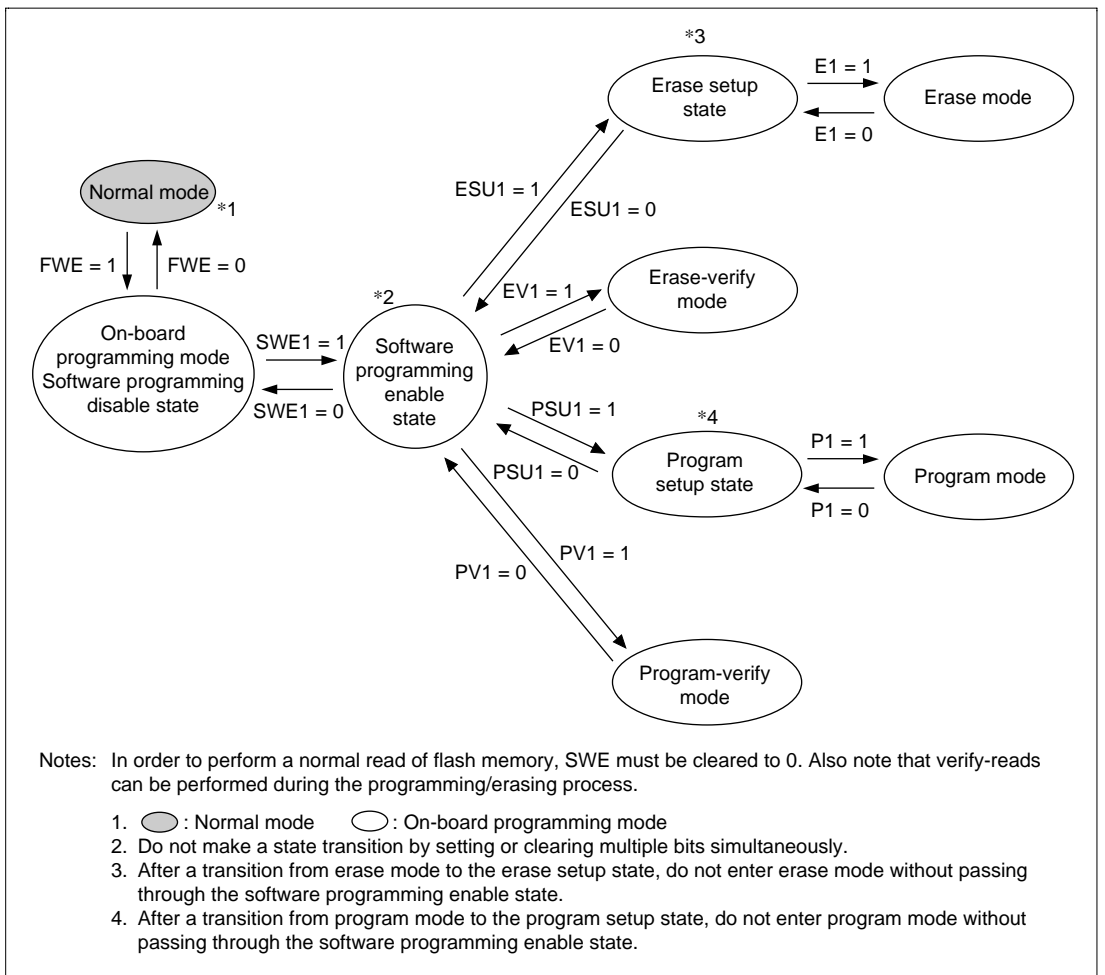 *3
Erase setup
state
E1 = 1
E1 = 0
Erase mode
Normal mode
*1
ESU1 = 1
ESU1 = 0
FWE = 1
FWE = 0
Erase-verify
mode
*2
EV1 = 1
EV1 = 0
On-board
programming mode
Software programming
disable state
SWE1 = 1
SWE1 = 0
Software
programming
enable
state
PSU1 = 1
PSU1 = 0
*4
Program
setup state
P1 = 1
P1 = 0
Program mode
PV1 = 1
PV1 = 0
Program-verify
mode
Notes: In order to perform a normal read of flash memory, SWE must be cleared to 0. Also note that verify-reads
can be performed during the programming/erasing process.
1. : Normal mode : On-board programming mode
2. Do not make a state transition by setting or clearing multiple bits simultaneously.
3. After a transition from erase mode to the erase setup state, do not enter erase mode without passing
through the software programming enable state.
4. After a transition from program mode to the program setup state, do not enter program mode without
passing through the software programming enable state.